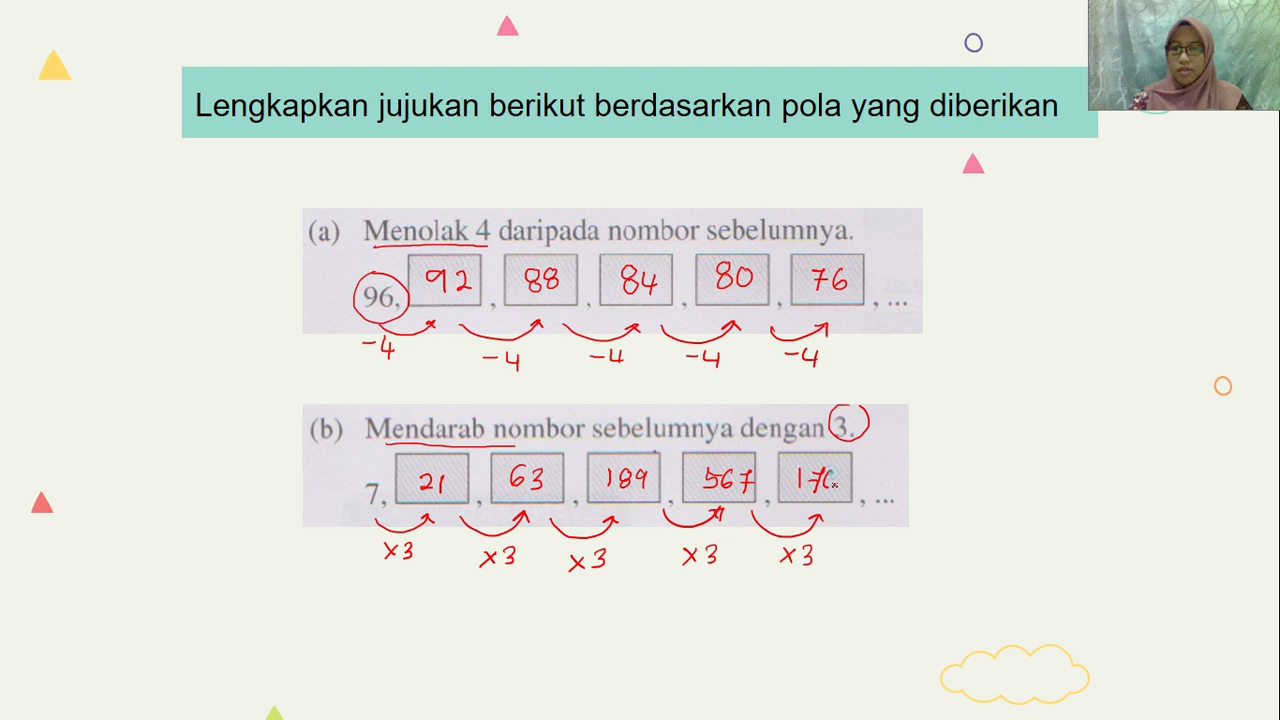 Lengkapkan jujukan berikut berdasarkan pola yang diberikan
(a) Menolak 4 daripada nombor sebelumnya.
96, 92, 88, 84, 80, 76, ...
-4 -4 -4 -4 -4
(b) Mendarab nombor sebelumnya dengan 3.
7, 21, 63, 189, 567, 170, ...
×3 ×3 ×3 ×3 ×3